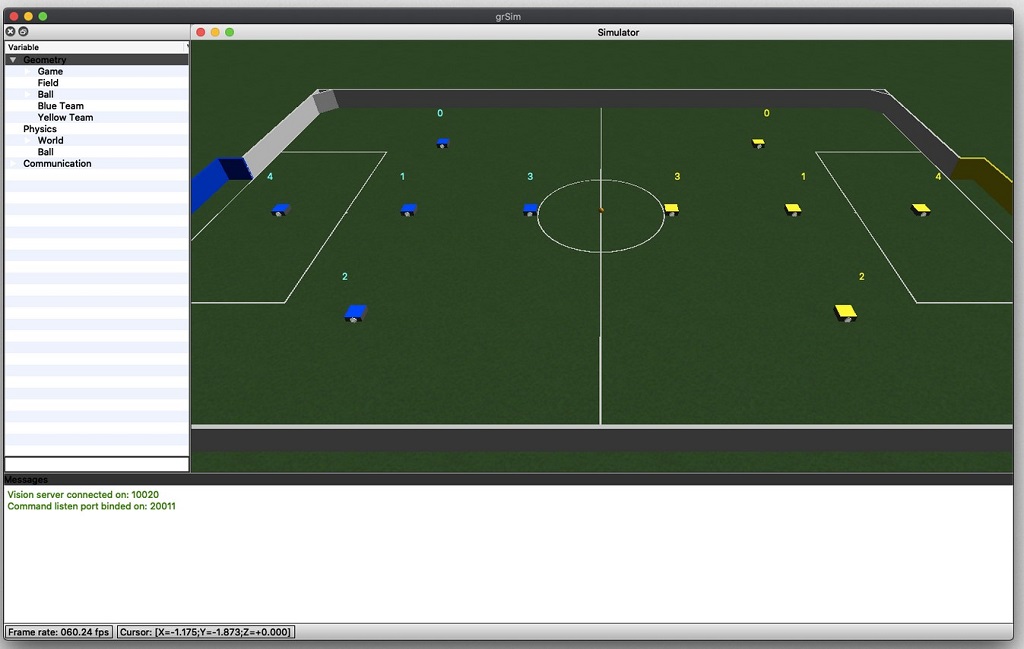 grSim
Variable
Simulator
Geometry
Game
Field
Ball
Blue Team
Yellow Team
Physics
World
Ball
Communication
0
0
4
1
3
3
1
4
2
2
Messages
Vision server connected on: 10020
Command listen port binded on: 20011
Frame rate: 060.24 fps
Cursor: [X=-1.175;Y=-1.873;Z=+0.000]